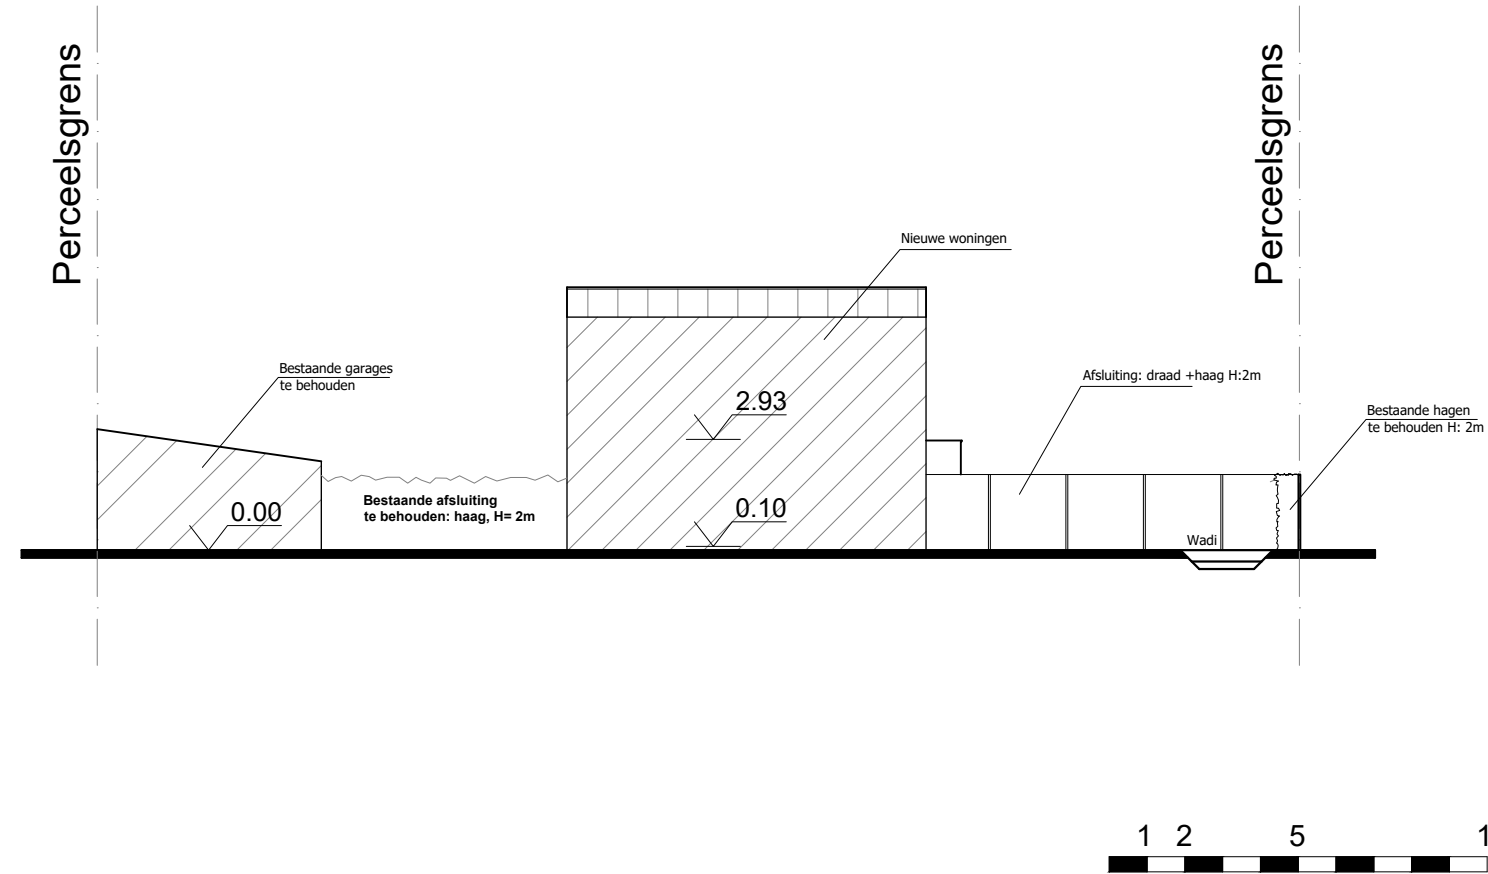 Perceelsgrens
Perceelsgrens
Nieuwe woningen
Bestaande garages
te behouden
Afsluiting: draad +haag H:2m
2.93
Bestaande hagen
te behouden H: 2m
Bestaande afsluiting
te behouden: haag, H= 2m
0.00
0.10
Wadi
1 2 5 1